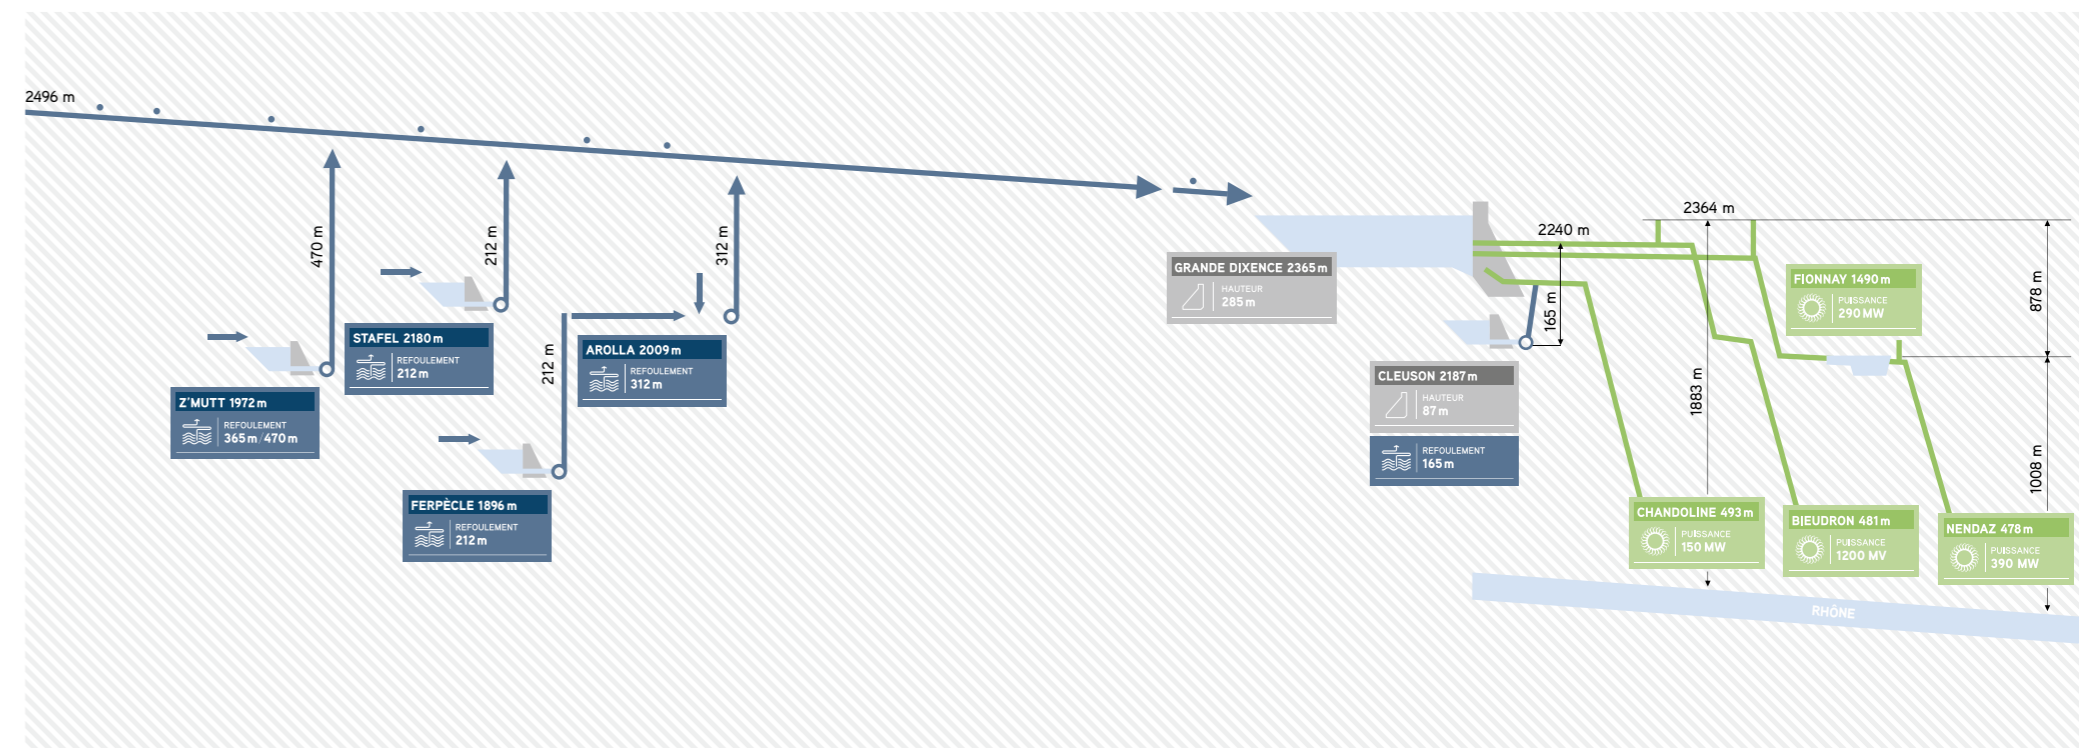 2496 m
470 m
212 m
312 m
212 m
Z'MUTT 1972 m
REFOULEMENT
365 m/470 m
STAFEL 2180 m
REFOULEMENT
212 m
FERPÈCLE 1896 m
REFOULEMENT
212 m
AROLLA 2009 m
REFOULEMENT
312 m
GRANDE DIXENCE 2365 m
HAUTEUR
285 m
2240 m
165 m
CLEUSON 2187 m
HAUTEUR
87 m
REFOULEMENT
165 m
2364 m
1883 m
878 m
1008 m
FIONNAY 1490 m
PUISSANCE
290 MW
CHANDOLINE 493 m
PUISSANCE
150 MW
BIEUDRON 481 m
PUISSANCE
1200 MV
NENDAZ 478 m
PUISSANCE
390 MW
RHÔNE